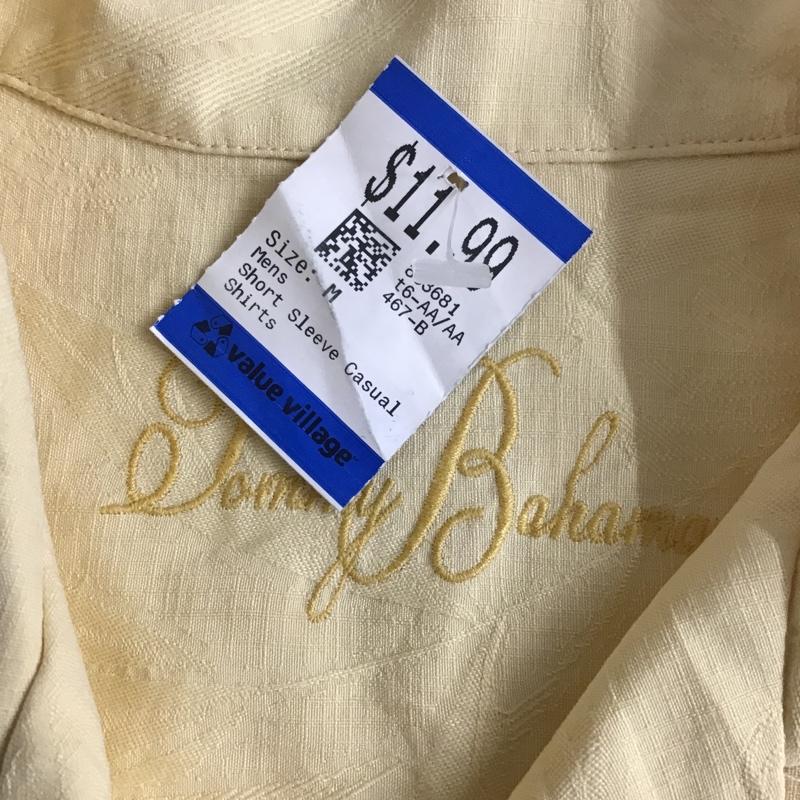 $11.99
Size: M
Mens
Short Sleeve Casual
Shirts
t6-AA/AA
467-B
value village
Tommy Bahama